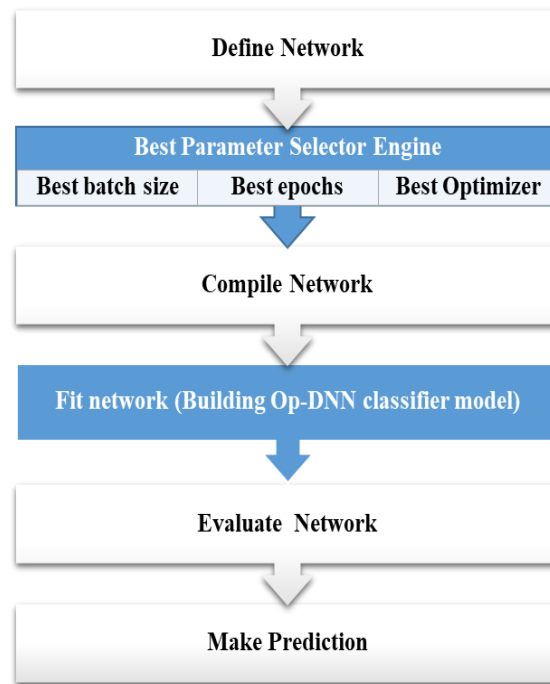 Define Network
Best Parameter Selector Engine
Best batch size Best epochs Best Optimizer
Compile Network
Fit network (Building Op-DNN classifier model)
Evaluate Network
Make Prediction